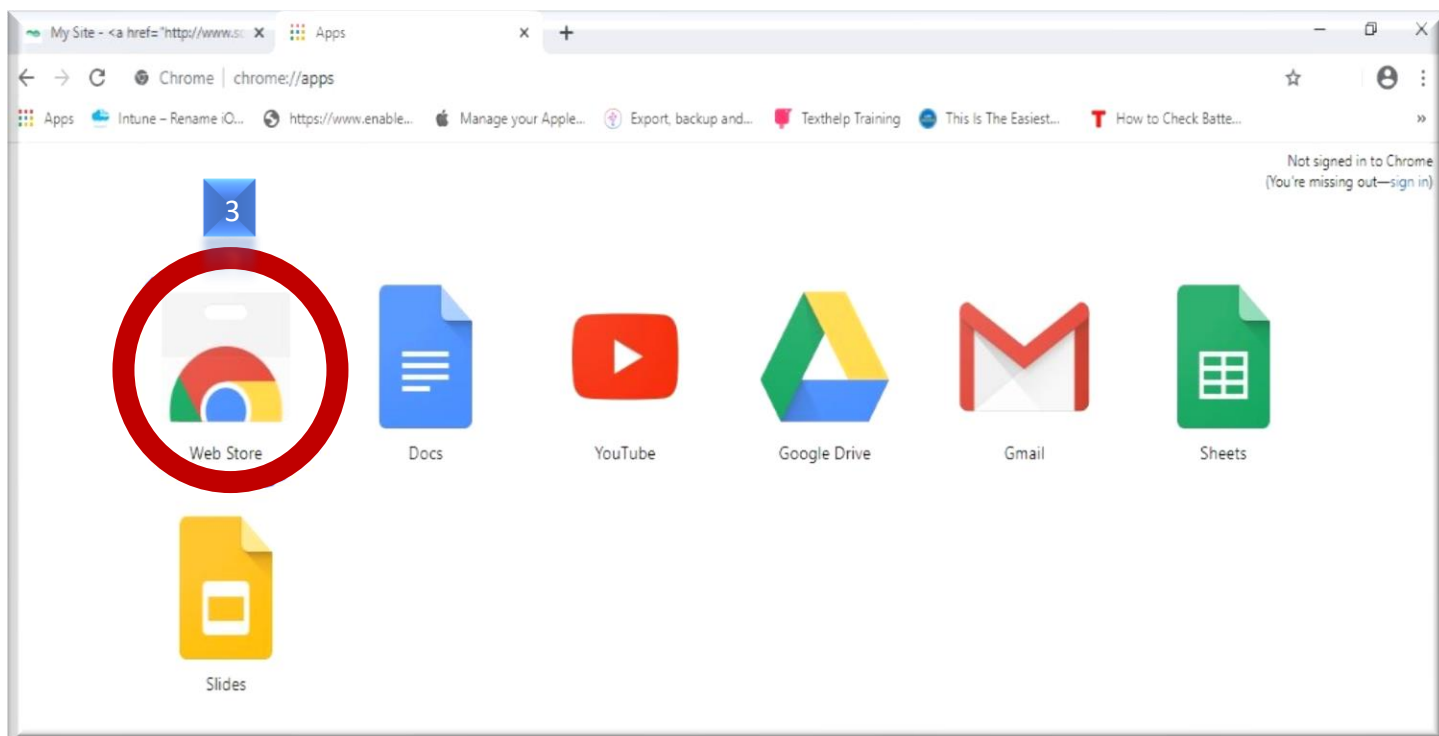 My Site - <a href="http://www.sc
Apps
Chrome | chrome://apps
Apps Intune – Rename iO... https://www.enable... Manage your Apple... Export, backup and... Texthelp Training This Is The Easiest... How to Check Batte... »
Not signed in to Chrome
(You're missing out—sign in)
3
Web Store Docs YouTube Google Drive Gmail Sheets
Slides